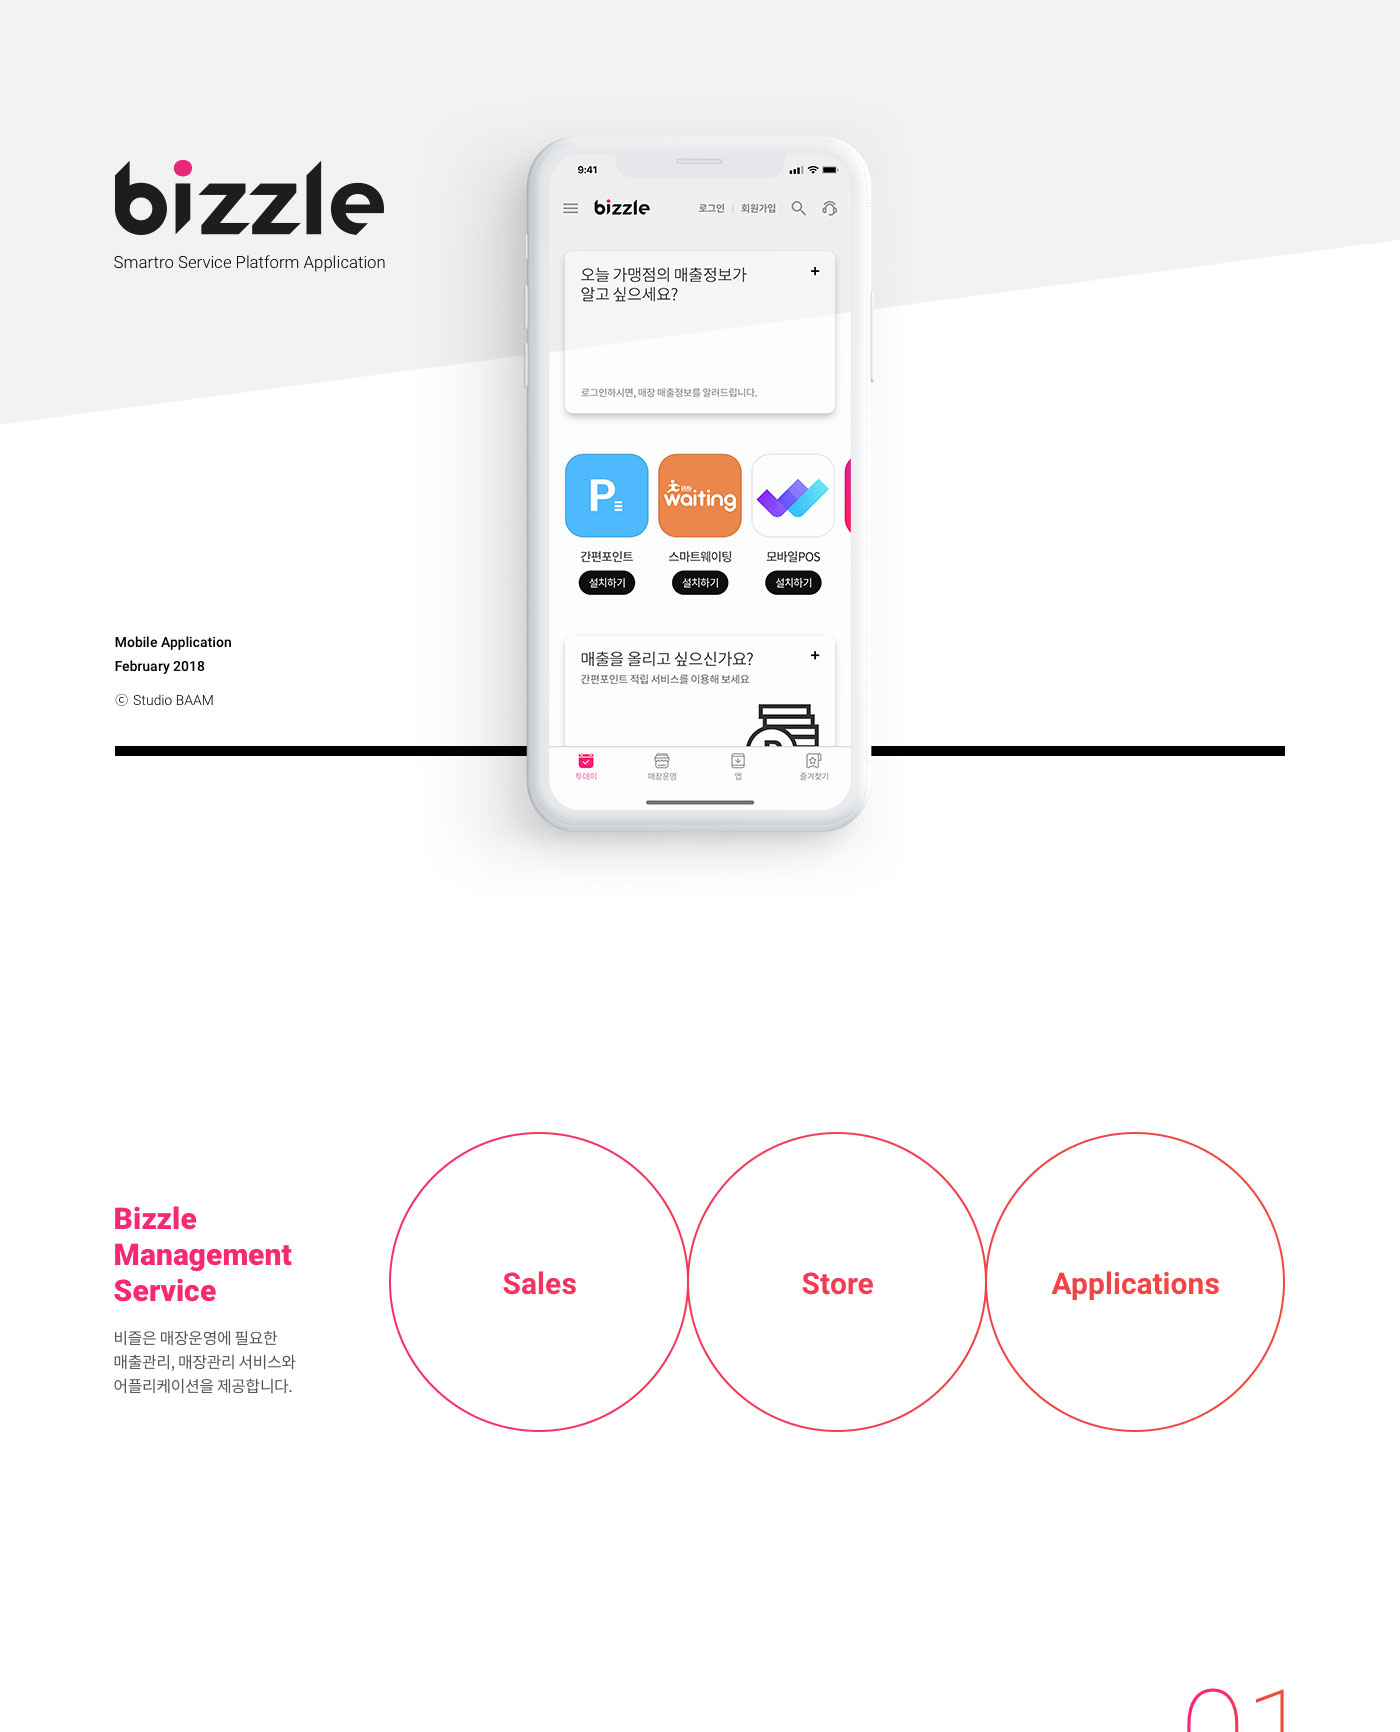 bizzle
Smartro Service Platform Application
9:41
bizzle
로그인 | 회원가입
오늘 가맹점의 매출정보가
알고 싶으세요?
+
로그인하시면, 매장 매출정보를 알려드립니다.
P
waiting
간편포인트
스마트웨이팅
모바일POS
설치하기
설치하기
설치하기
매출을 올리고 싶으신가요?
+
간편포인트 적립 서비스를 이용해 보세요
투데이
매장운영
앱
즐겨찾기
Mobile Application
February 2018
ⓒ Studio BAAM
Bizzle
Management
Service
비즐은 매장운영에 필요한
매출관리, 매장관리 서비스와
어플리케이션을 제공합니다.
Sales
Store
Applications
01